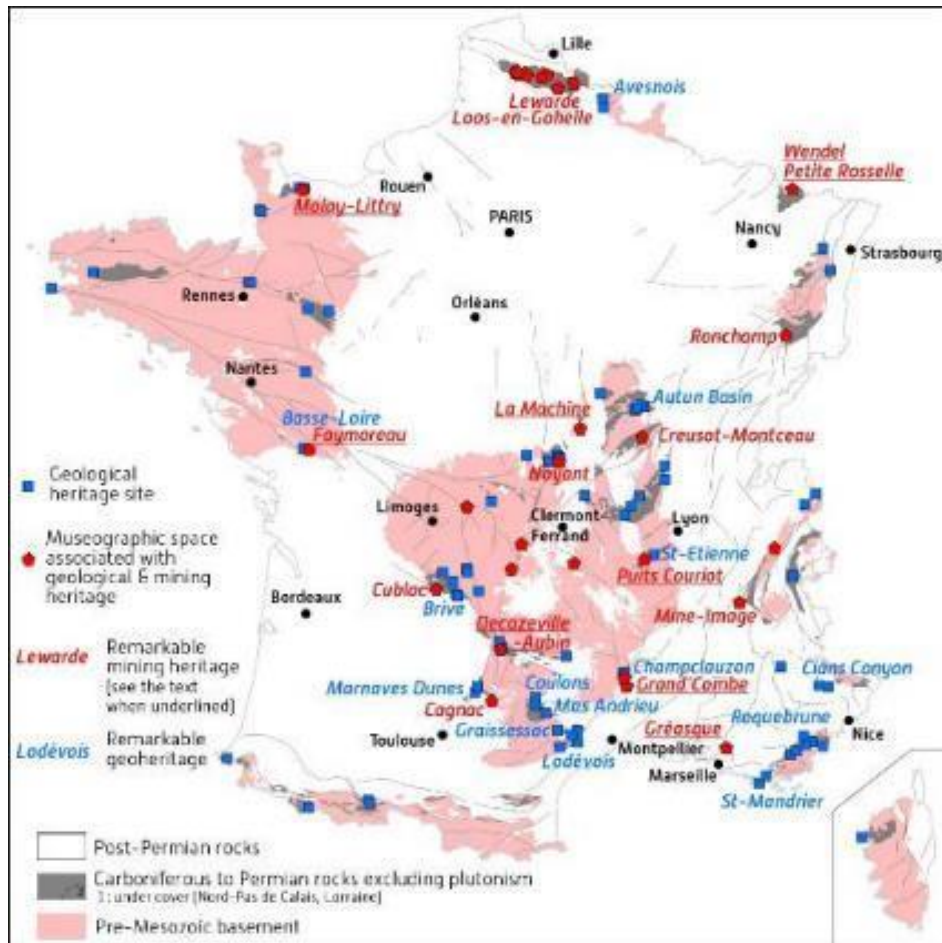 Lille
Avesnois
Lewarde
Loos-en-Gohelle
Wendel
Petite Rosselle
Rouen
Molay-Littry
PARIS
Nancy
Strasbourg
Rennes
Orléans
Ronchamp
Nantes
La Machine
Autun Basin
Basse-Loire
Faymoreau
Creusot-Montceau
Noyant
Geological
heritage site
Limoges
Clermont
Ferrand
Lyon
Museographic space
associated with
geological & mining
heritage
St-Etienne
Puits Couriot
Cublac
Brive
Bordeaux
Mine-Image
Decazeville
-Aubin
Lewarde
Remarkable
mining heritage
(see the text
when underlined)
Champclauzon
Cians Canyon
Marnaves Dunes
Coulons
Grand'Combe
Cagnac
Mas Andrieu
Roquebrune
Lodévois
Remarkable
geoheritage
Toulouse
Graissessac
Gréasque
Nice
Montpellier
Lodévois
Marseille
St-Mandrier
Post-Permian rocks
Carboniferous to Permian rocks excluding plutonism
1: under cover (Nord-Pas de Calais, Lorraine)
Pre-Mesozoic basement